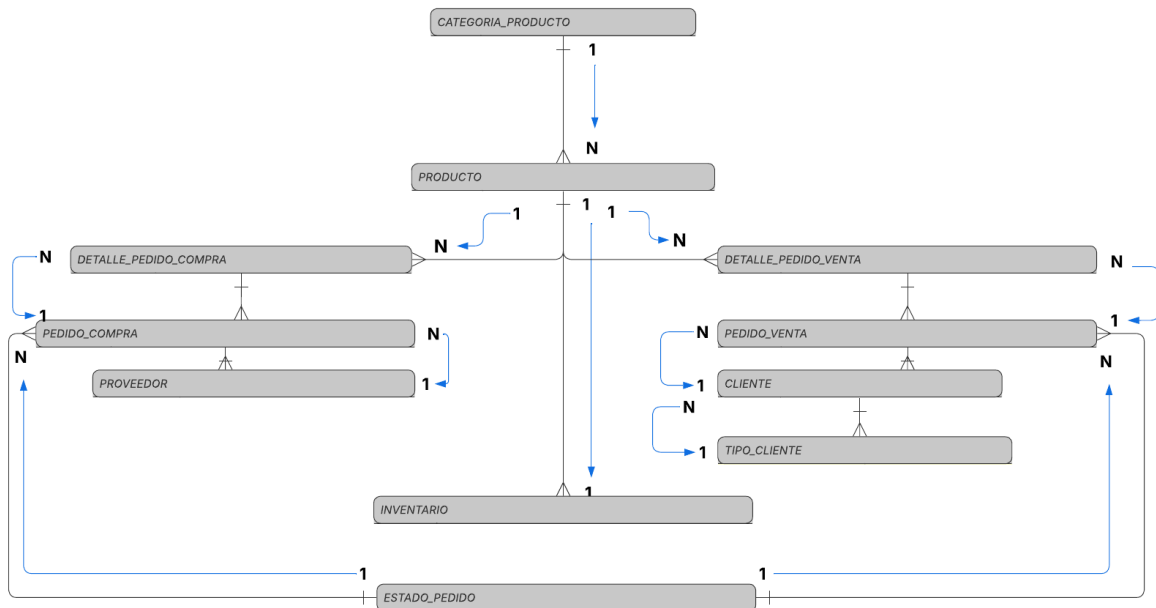 CATEGORIA_PRODUCTO
1
N
PRODUCTO
1
1
1
N
N
DETALLE_PEDIDO_COMPRA
N
DETALLE_PEDIDO_VENTA
N
1
PEDIDO_COMPRA
N
N
PEDIDO_VENTA
1
N
N
PROVEEDOR
1
1
CLIENTE
N
1
TIPO_CLIENTE
1
INVENTARIO
1
1
ESTADO_PEDIDO